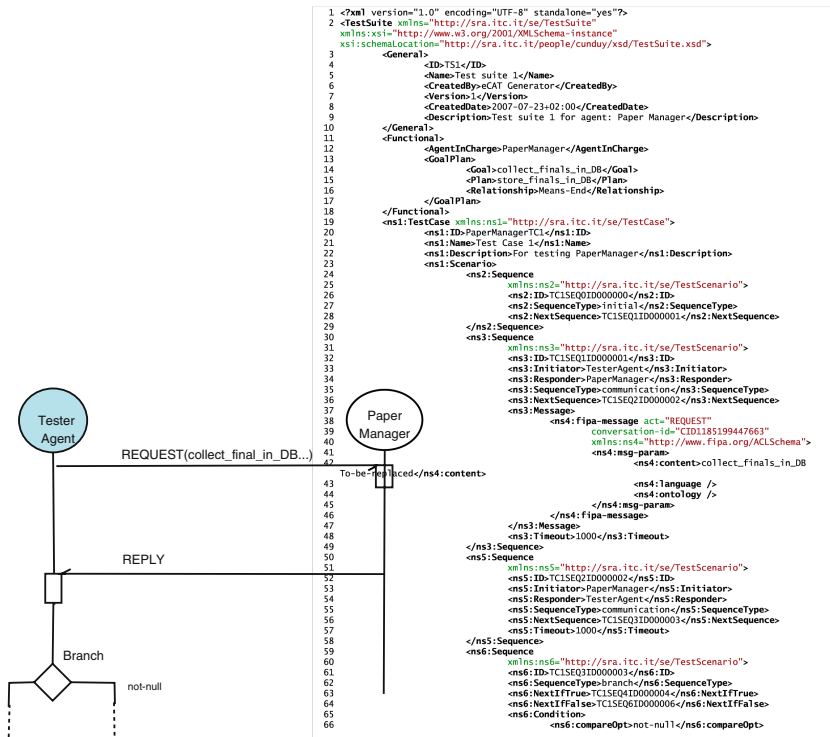 1 <?xml version="1.0" encoding="UTF-8" standalone="yes"?>
2 <TestSuite xmlns="http://sra.itc.it/se/TestSuite"
xmlns:xsi="http://www.w3.org/2001/XMLSchema-instance"
xsi:schemaLocation="http://sra.itc.it/people/cunduy/xsd/TestSuite.xsd">
3 <General>
4 <ID>TS1</ID>
5 <Name>Test suite 1</Name>
6 <CreatedBy>eCAT Generator</CreatedBy>
7 <Version>1</Version>
8 <CreatedDate>2007-07-23+02:00</CreatedDate>
9 <Description>Test suite 1 for agent: Paper Manager</Description>
10 </General>
11 <Functional>
12 <AgentInCharge>PaperManager</AgentInCharge>
13 <GoalPlan>
14 <Goal>collect_finals_in_DB</Goal>
15 <Plan>store_finals_in_DB</Plan>
16 <Relationship>Means-End</Relationship>
17 </GoalPlan>
18 </Functional>
19 <ns1:TestCase xmlns:ns1="http://sra.itc.it/se/TestCase">
20 <ns1:ID>PaperManagerTC1</ns1:ID>
21 <ns1:Name>Test Case 1</ns1:Name>
22 <ns1:Description>For testing PaperManager</ns1:Description>
23 <ns1:Scenario>
24 <ns2:Sequence
25 xmlns:ns2="http://sra.itc.it/se/TestScenario">
26 <ns2:ID>TC1SEQ0ID000000</ns2:ID>
27 <ns2:SequenceType>initial</ns2:SequenceType>
28 <ns2:NextSequence>TC1SEQ1ID000001</ns2:NextSequence>
29 </ns2:Sequence>
30 <ns3:Sequence
31 xmlns:ns3="http://sra.itc.it/se/TestScenario">
32 <ns3:ID>TC1SEQ1ID000001</ns3:ID>
33 <ns3:Initiator>TesterAgent</ns3:Initiator>
34 <ns3:Responder>PaperManager</ns3:Responder>
35 <ns3:SequenceType>communication</ns3:SequenceType>
36 <ns3:NextSequence>TC1SEQ2ID000002</ns3:NextSequence>
37 <ns3:Message>
38 <ns4:fipa-message act="REQUEST"
39 conversation-id="CID1185199447663"
40 xmlns:ns4="http://www.fipa.org/ACLSchema">
41 <ns4:msg-param>
42 <ns4:content>collect_finals_in_DB
To-be-replaced</ns4:content>
43 <ns4:language />
44 <ns4:ontology />
45 </ns4:msg-param>
46 </ns4:fipa-message>
47 </ns3:Message>
48 <ns3:Timeout>1000</ns3:Timeout>
49 </ns3:Sequence>
50 <ns5:Sequence
51 xmlns:ns5="http://sra.itc.it/se/TestScenario">
52 <ns5:ID>TC1SEQ2ID000002</ns5:ID>
53 <ns5:Initiator>PaperManager</ns5:Initiator>
54 <ns5:Responder>TesterAgent</ns5:Responder>
55 <ns5:SequenceType>communication</ns5:SequenceType>
56 <ns5:NextSequence>TC1SEQ3ID000003</ns5:NextSequence>
57 <ns5:Timeout>1000</ns5:Timeout>
58 </ns5:Sequence>
59 <ns6:Sequence
60 xmlns:ns6="http://sra.itc.it/se/TestScenario">
61 <ns6:ID>TC1SEQ3ID000003</ns6:ID>
62 <ns6:SequenceType>branch</ns6:SequenceType>
63 <ns6:NextIfTrue>TC1SEQ4ID000004</ns6:NextIfTrue>
64 <ns6:NextIfFalse>TC1SEQ6ID000006</ns6:NextIfFalse>
65 <ns6:Condition>
66 <ns6:compareOpt>not-null</ns6:compareOpt>
Tester
Agent
Paper
Manager
REQUEST(collect_final_in_DB...)
REPLY
Branch
not-null